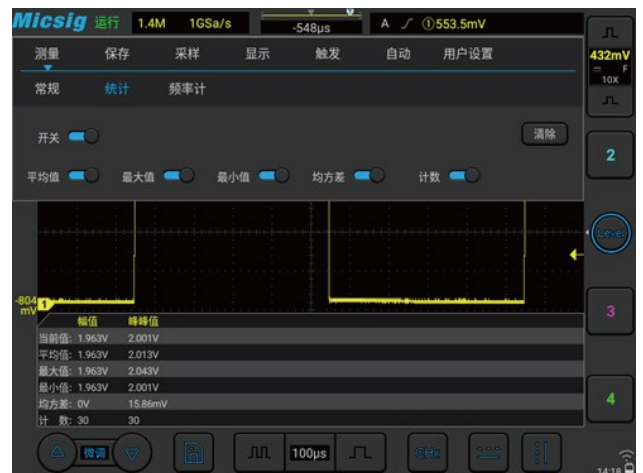 Micsig 运行 1.4M 1GSa/s -548μs A ①553.5mV
测量 保存 采样 显示 触发 自动 用户设置
432mV
F
10X
常规 统计 频率计
开关 清除
2
平均值 最大值 最小值 均方差 计数
Level
-804 mV 1
3
幅值 峰峰值
当前值: 1.963V 2.001V
平均值: 1.963V 2.013V
最大值: 1.963V 2.043V
最小值: 1.963V 2.001V
均方差: 0V 15.86mV
计 数: 30 30
4
微调 100μs CHx
14:18